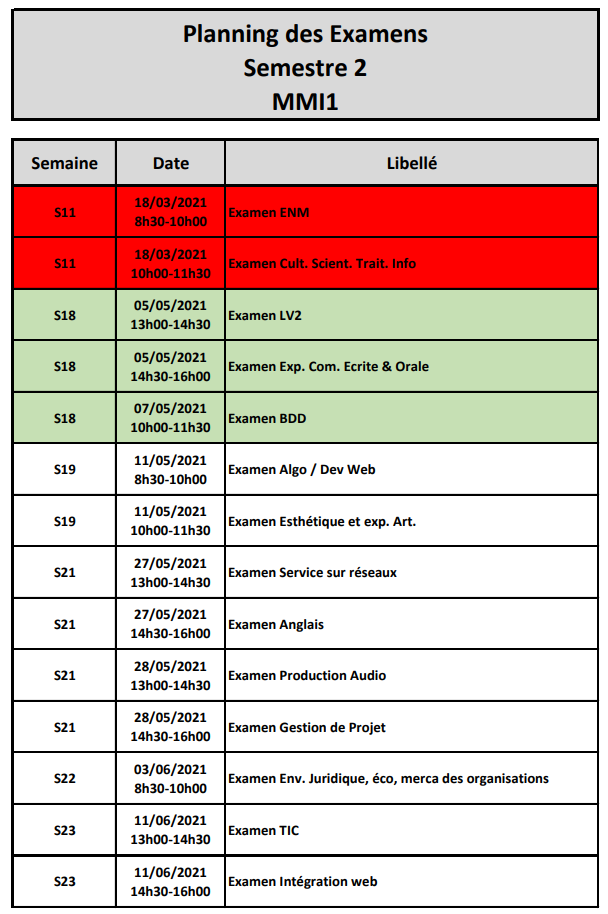 Planning des Examens
Semestre 2
MMI1
Semaine Date Libellé
S11 18/03/2021 8h30-10h00 Examen ENM
S11 18/03/2021 10h00-11h30 Examen Cult. Scient. Trait. Info
S18 05/05/2021 13h00-14h30 Examen LV2
S18 05/05/2021 14h30-16h00 Examen Exp. Com. Ecrite & Orale
S18 07/05/2021 10h00-11h30 Examen BDD
S19 11/05/2021 8h30-10h00 Examen Algo / Dev Web
S19 11/05/2021 10h00-11h30 Examen Esthétique et exp. Art.
S21 27/05/2021 13h00-14h30 Examen Service sur réseaux
S21 27/05/2021 14h30-16h00 Examen Anglais
S21 28/05/2021 13h00-14h30 Examen Production Audio
S21 28/05/2021 14h30-16h00 Examen Gestion de Projet
S22 03/06/2021 8h30-10h00 Examen Env. Juridique, éco, merca des organisations
S23 11/06/2021 13h00-14h30 Examen TIC
S23 11/06/2021 14h30-16h00 Examen Intégration web